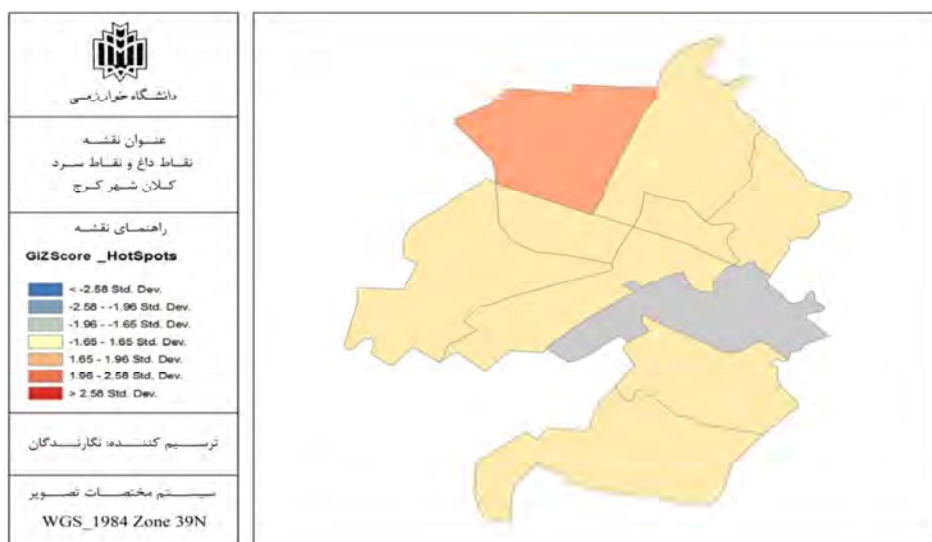 دانشگاه خوارزمی
عنوان نقشه
نقاط داغ و نقاط سرد
کلان شهر کرج
راهنمای نقشه
GiZScore _HotSpots
< -2.58 Std. Dev.
-2.58 - -1.96 Std. Dev.
-1.96 - -1.65 Std. Dev.
-1.65 - 1.65 Std. Dev.
1.65 - 1.96 Std. Dev.
1.96 - 2.58 Std. Dev.
> 2.58 Std. Dev.
ترسیم کننده: نگارندگان
سیستم مختصات تصویر
WGS_1984 Zone 39N